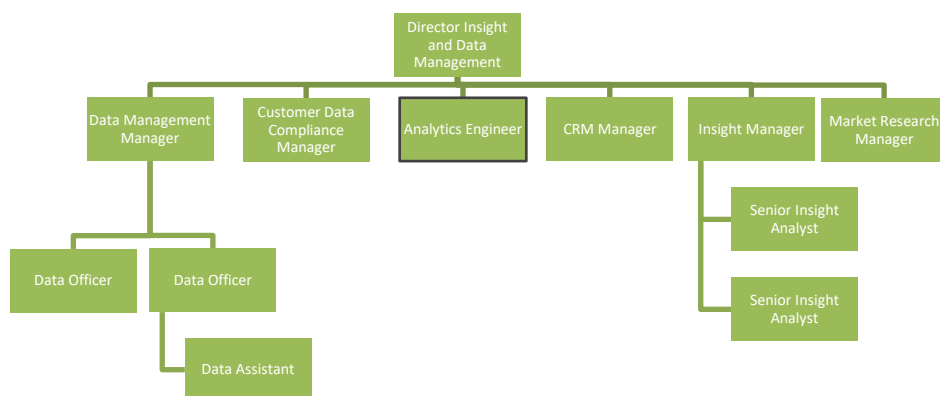 Director Insight
and Data
Management
Data Management
Manager
Customer Data
Compliance
Manager
Analytics Engineer
CRM Manager
Insight Manager
Market Research
Manager
Senior Insight
Analyst
Data Officer
Data Officer
Senior Insight
Analyst
Data Assistant